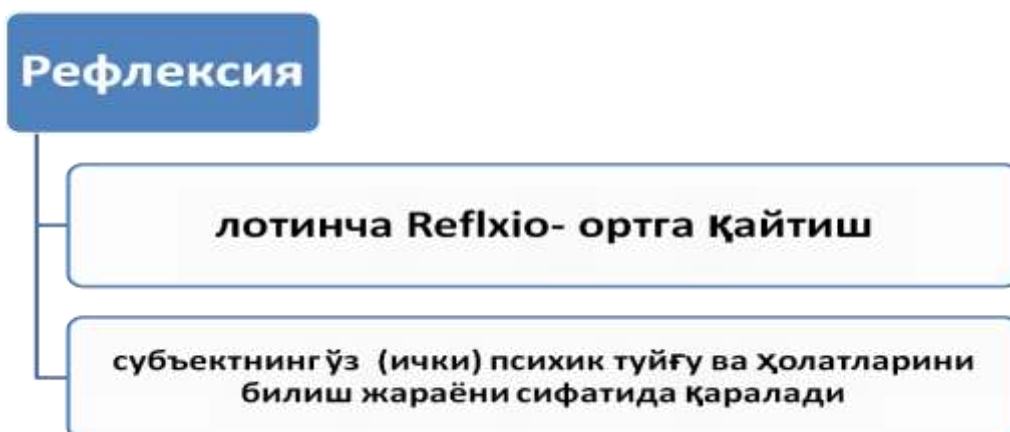 Рефлексия
лотинча Reflxio- ортга қайтиш
субъектнинг ўз (ички) психик туйғу ва ҳолатларини
билиш жараёни сифатида қаралади